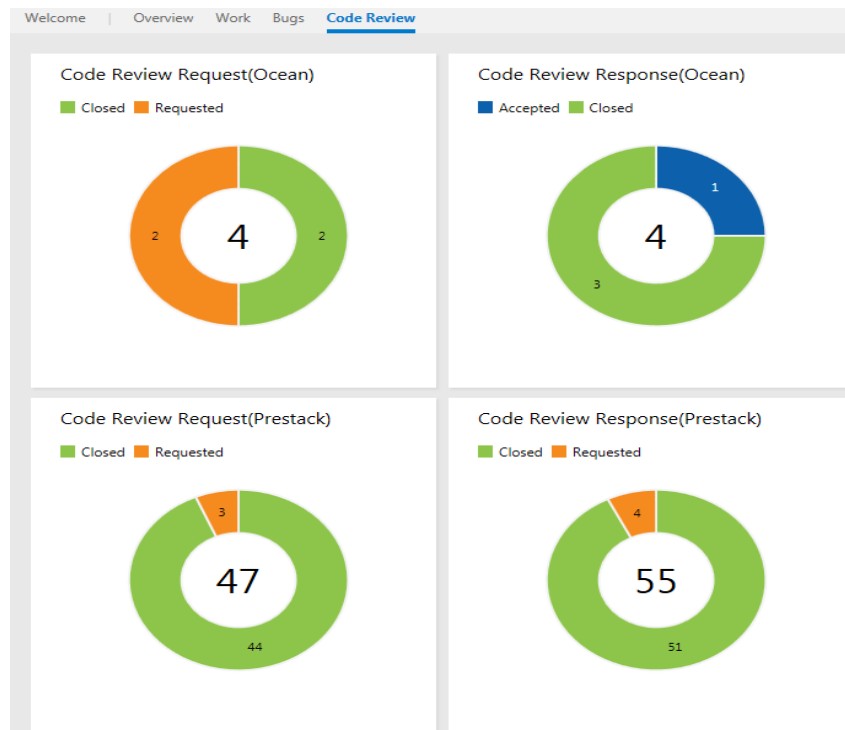 Welcome | Overview Work Bugs Code Review
Code Review Request(Ocean)
Closed Requested
2
4
2
Code Review Response(Ocean)
Accepted Closed
1
4
3
Code Review Request(Prestack)
Closed Requested
3
47
44
Code Review Response(Prestack)
Closed Requested
4
55
51